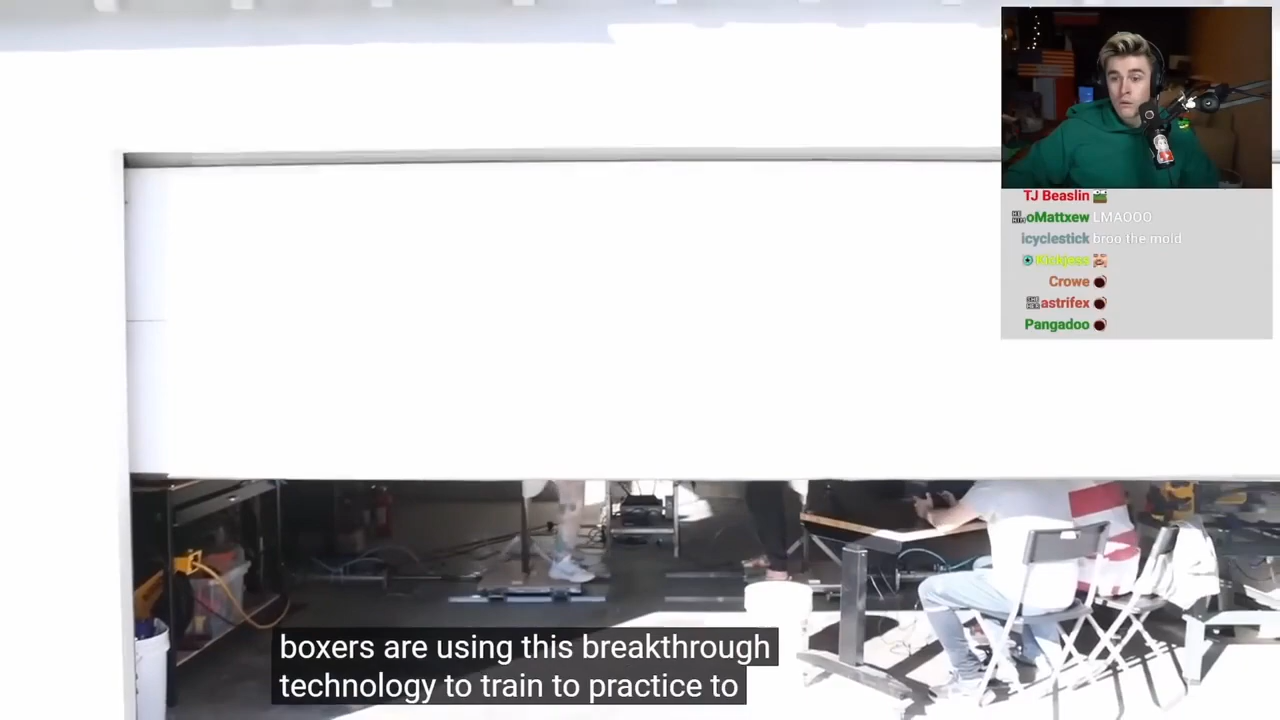 TJ Beaslin
oMattxew LMAOOO
icyclestick broo the mold
Crowe
astrifex
Pangadoo
boxers are using this breakthrough
technology to train to practice to